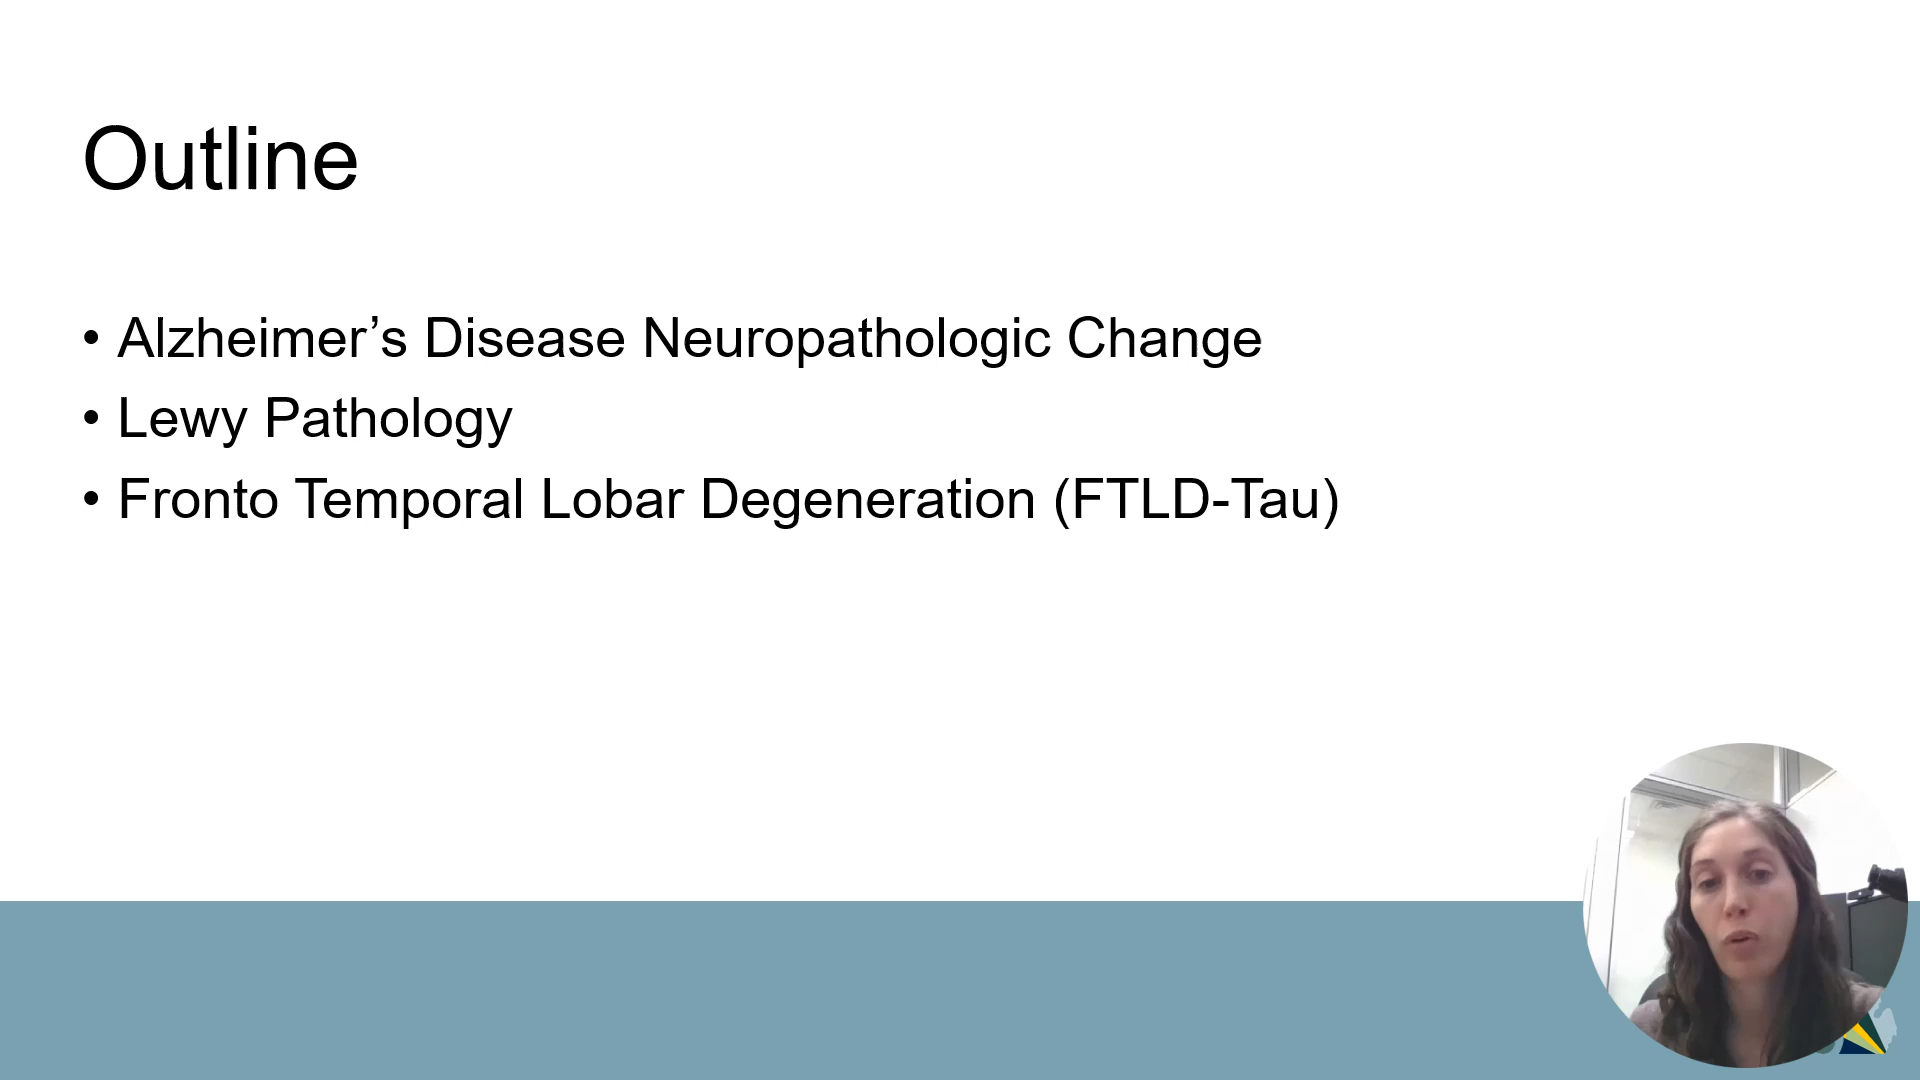 Outline
• Alzheimer’s Disease Neuropathologic Change
• Lewy Pathology
• Fronto Temporal Lobar Degeneration (FTLD-Tau)